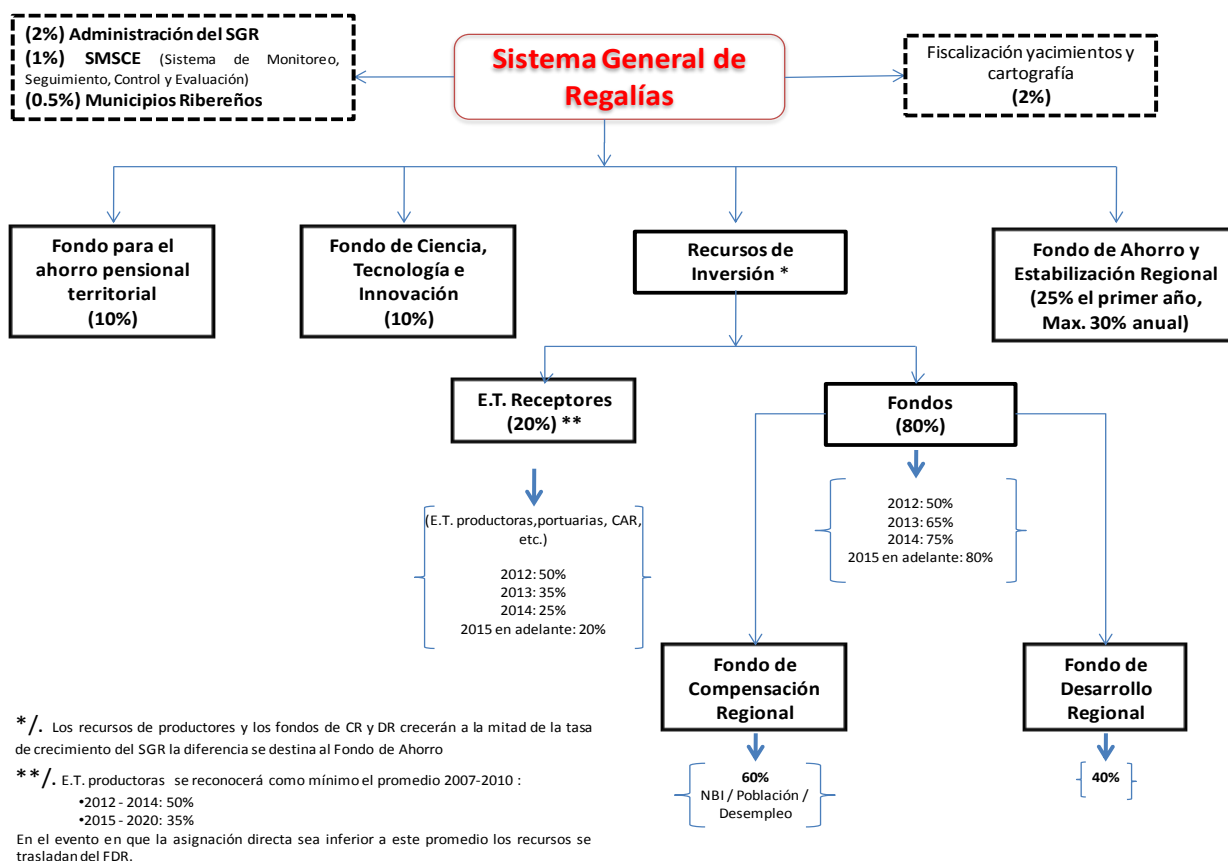 (2%) Administración del SGR
(1%) SMSCE (Sistema de Monitoreo,
Seguimiento, Control y Evaluación)
(0.5%) Municipios Ribereños
Sistema General de
Regalías
Fiscalización yacimientos y
cartografía
(2%)
Fondo para el
ahorro pensional
territorial
(10%)
Fondo de Ciencia,
Tecnología e
Innovación
(10%)
Recursos de
Inversión *
Fondo de Ahorro y
Estabilización Regional
(25% el primer año,
Max. 30% anual)
E.T. Receptores
(20%) **
Fondos
(80%)
(E.T. productoras,portuarias, CAR,
etc.)
2012: 50%
2013: 35%
2014: 25%
2015 en adelante: 20%
2012: 50%
2013: 65%
2014: 75%
2015 en adelante: 80%
Fondo de
Compensación
Regional
Fondo de
Desarrollo
Regional
60%
NBI / Población /
Desempleo
40%
*/. Los recursos de productores y los fondos de CR y DR crecerán a la mitad de la tasa
de crecimiento del SGR la diferencia se destina al Fondo de Ahorro
**/. E.T. productoras se reconocerá como mínimo el promedio 2007-2010 :
•2012 - 2014: 50%
•2015 - 2020: 35%
En el evento en que la asignación directa sea inferior a este promedio los recursos se
trasladan del FDR.